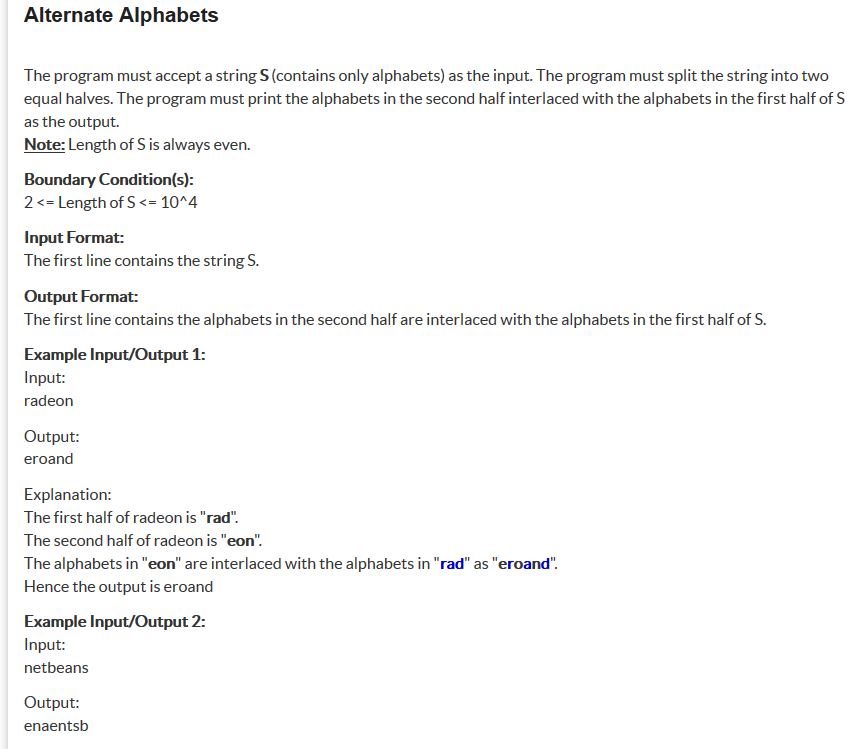 Alternate Alphabets
The program must accept a string S (contains only alphabets) as the input. The program must split the string into two
equal halves. The program must print the alphabets in the second half interlaced with the alphabets in the first half of S
as the output.
Note: Length of S is always even.
Boundary Condition(s):
2 <= Length of S <= 10^4
Input Format:
The first line contains the string S.
Output Format:
The first line contains the alphabets in the second half are interlaced with the alphabets in the first half of S.
Example Input/Output 1:
Input:
radeon
Output:
eroand
Explanation:
The first half of radeon is "rad".
The second half of radeon is "eon".
The alphabets in "eon" are interlaced with the alphabets in "rad" as "eroand".
Hence the output is eroand
Example Input/Output 2:
Input:
netbeans
Output:
enaentsb